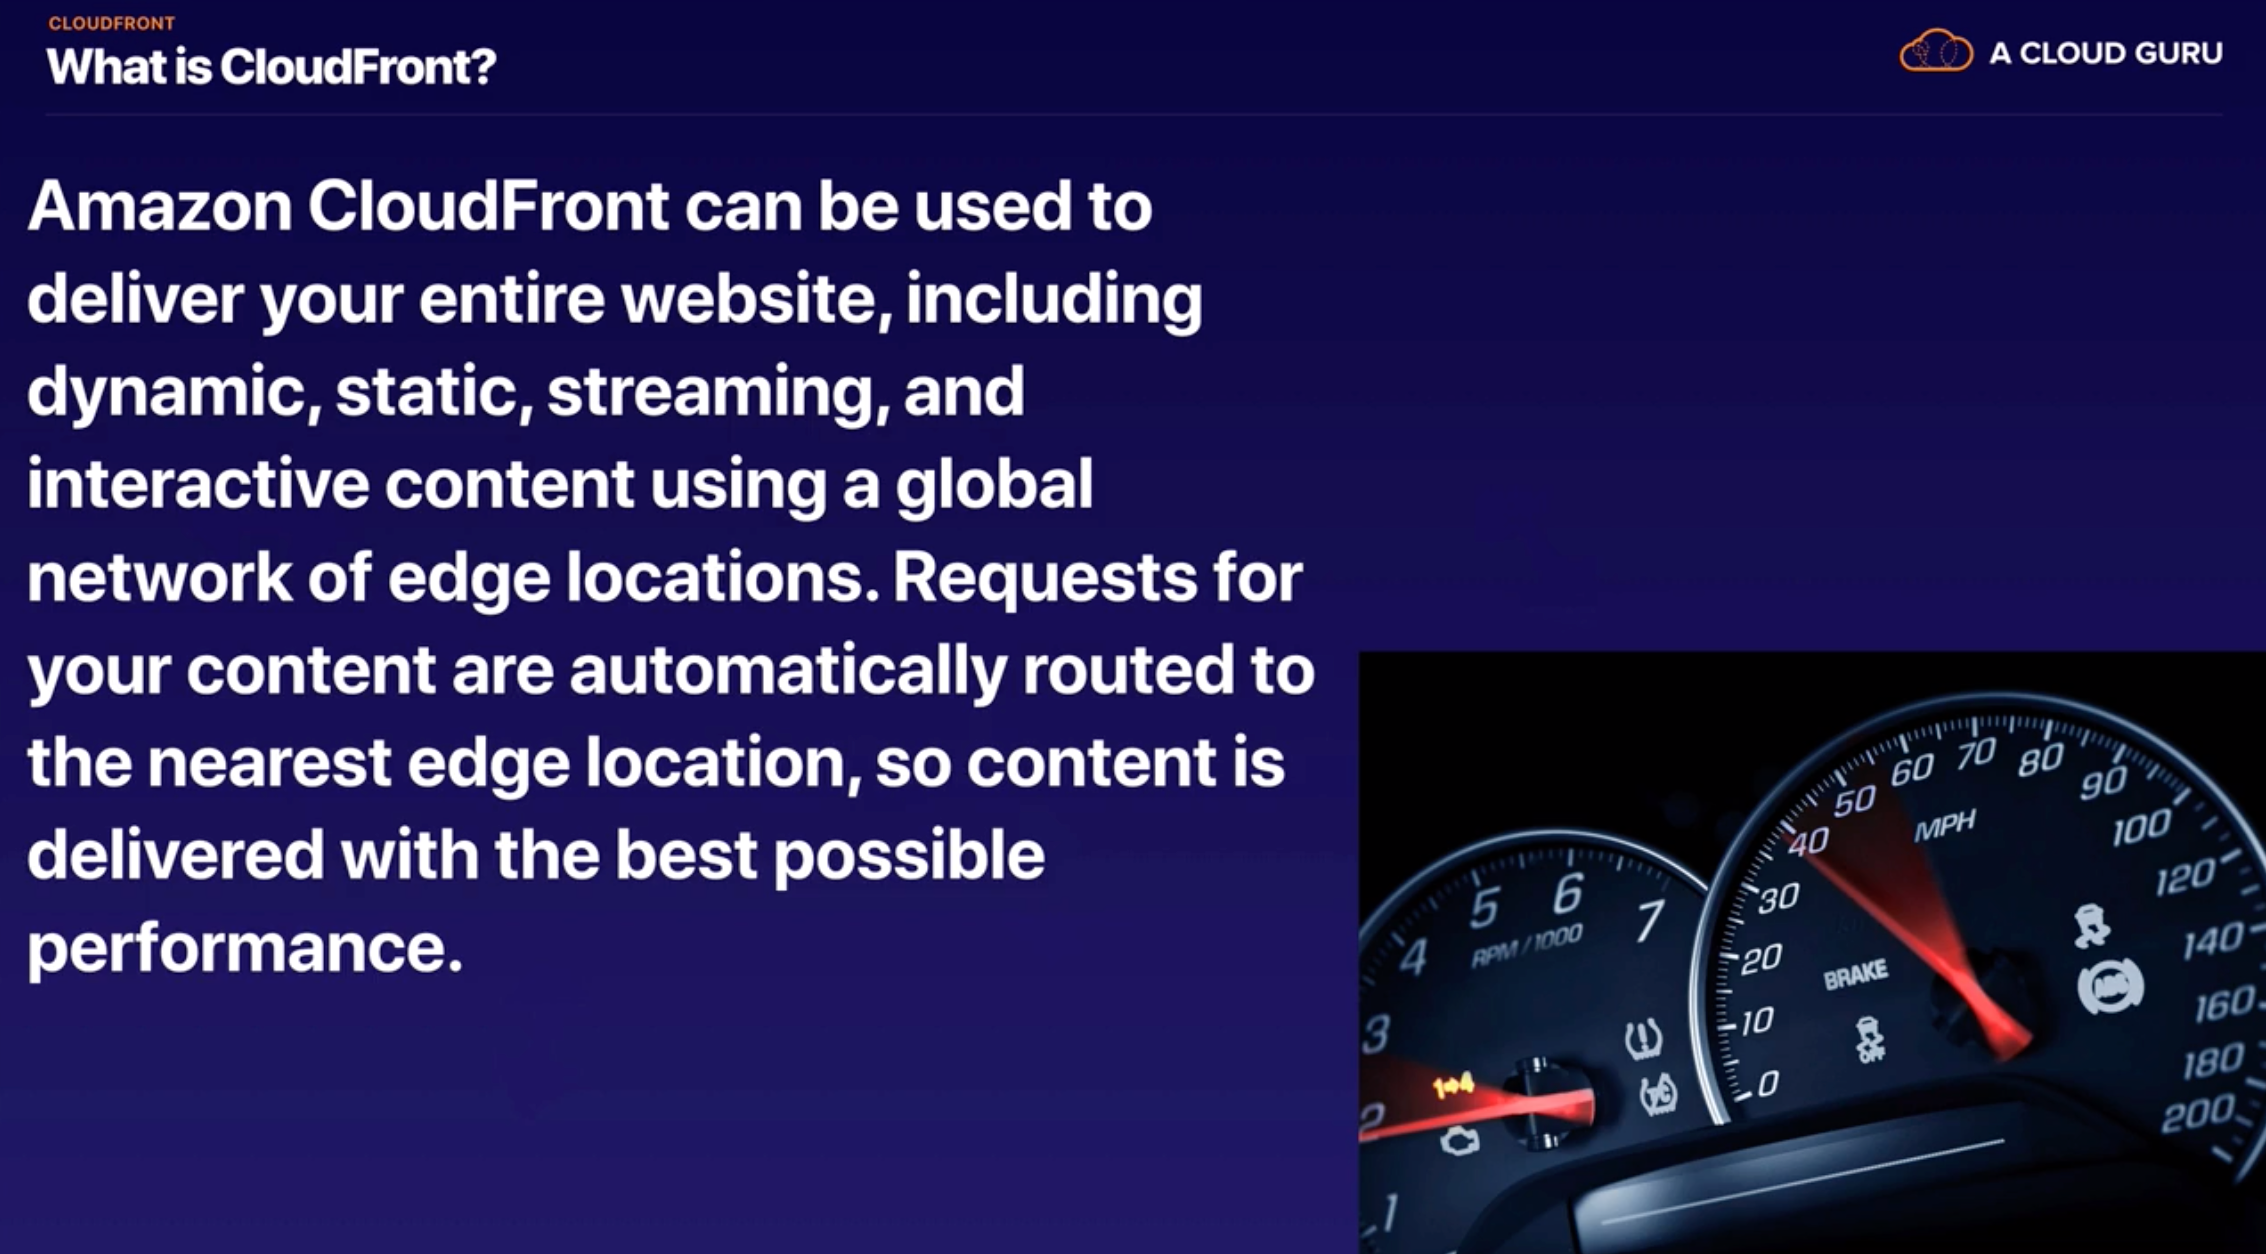 CLOUDFRONT
What is CloudFront?
A CLOUD GURU
Amazon CloudFront can be used to
deliver your entire website, including
dynamic, static, streaming, and
interactive content using a global
network of edge locations. Requests for
your content are automatically routed to
the nearest edge location, so content is
delivered with the best possible
performance.
1
2
3
4
5
6
7
RPM / 1000
1➔4
0
10
20
30
40
50
60
70
80
90
100
120
140
160
180
200
MPH
BRAKE
OFF
ABS